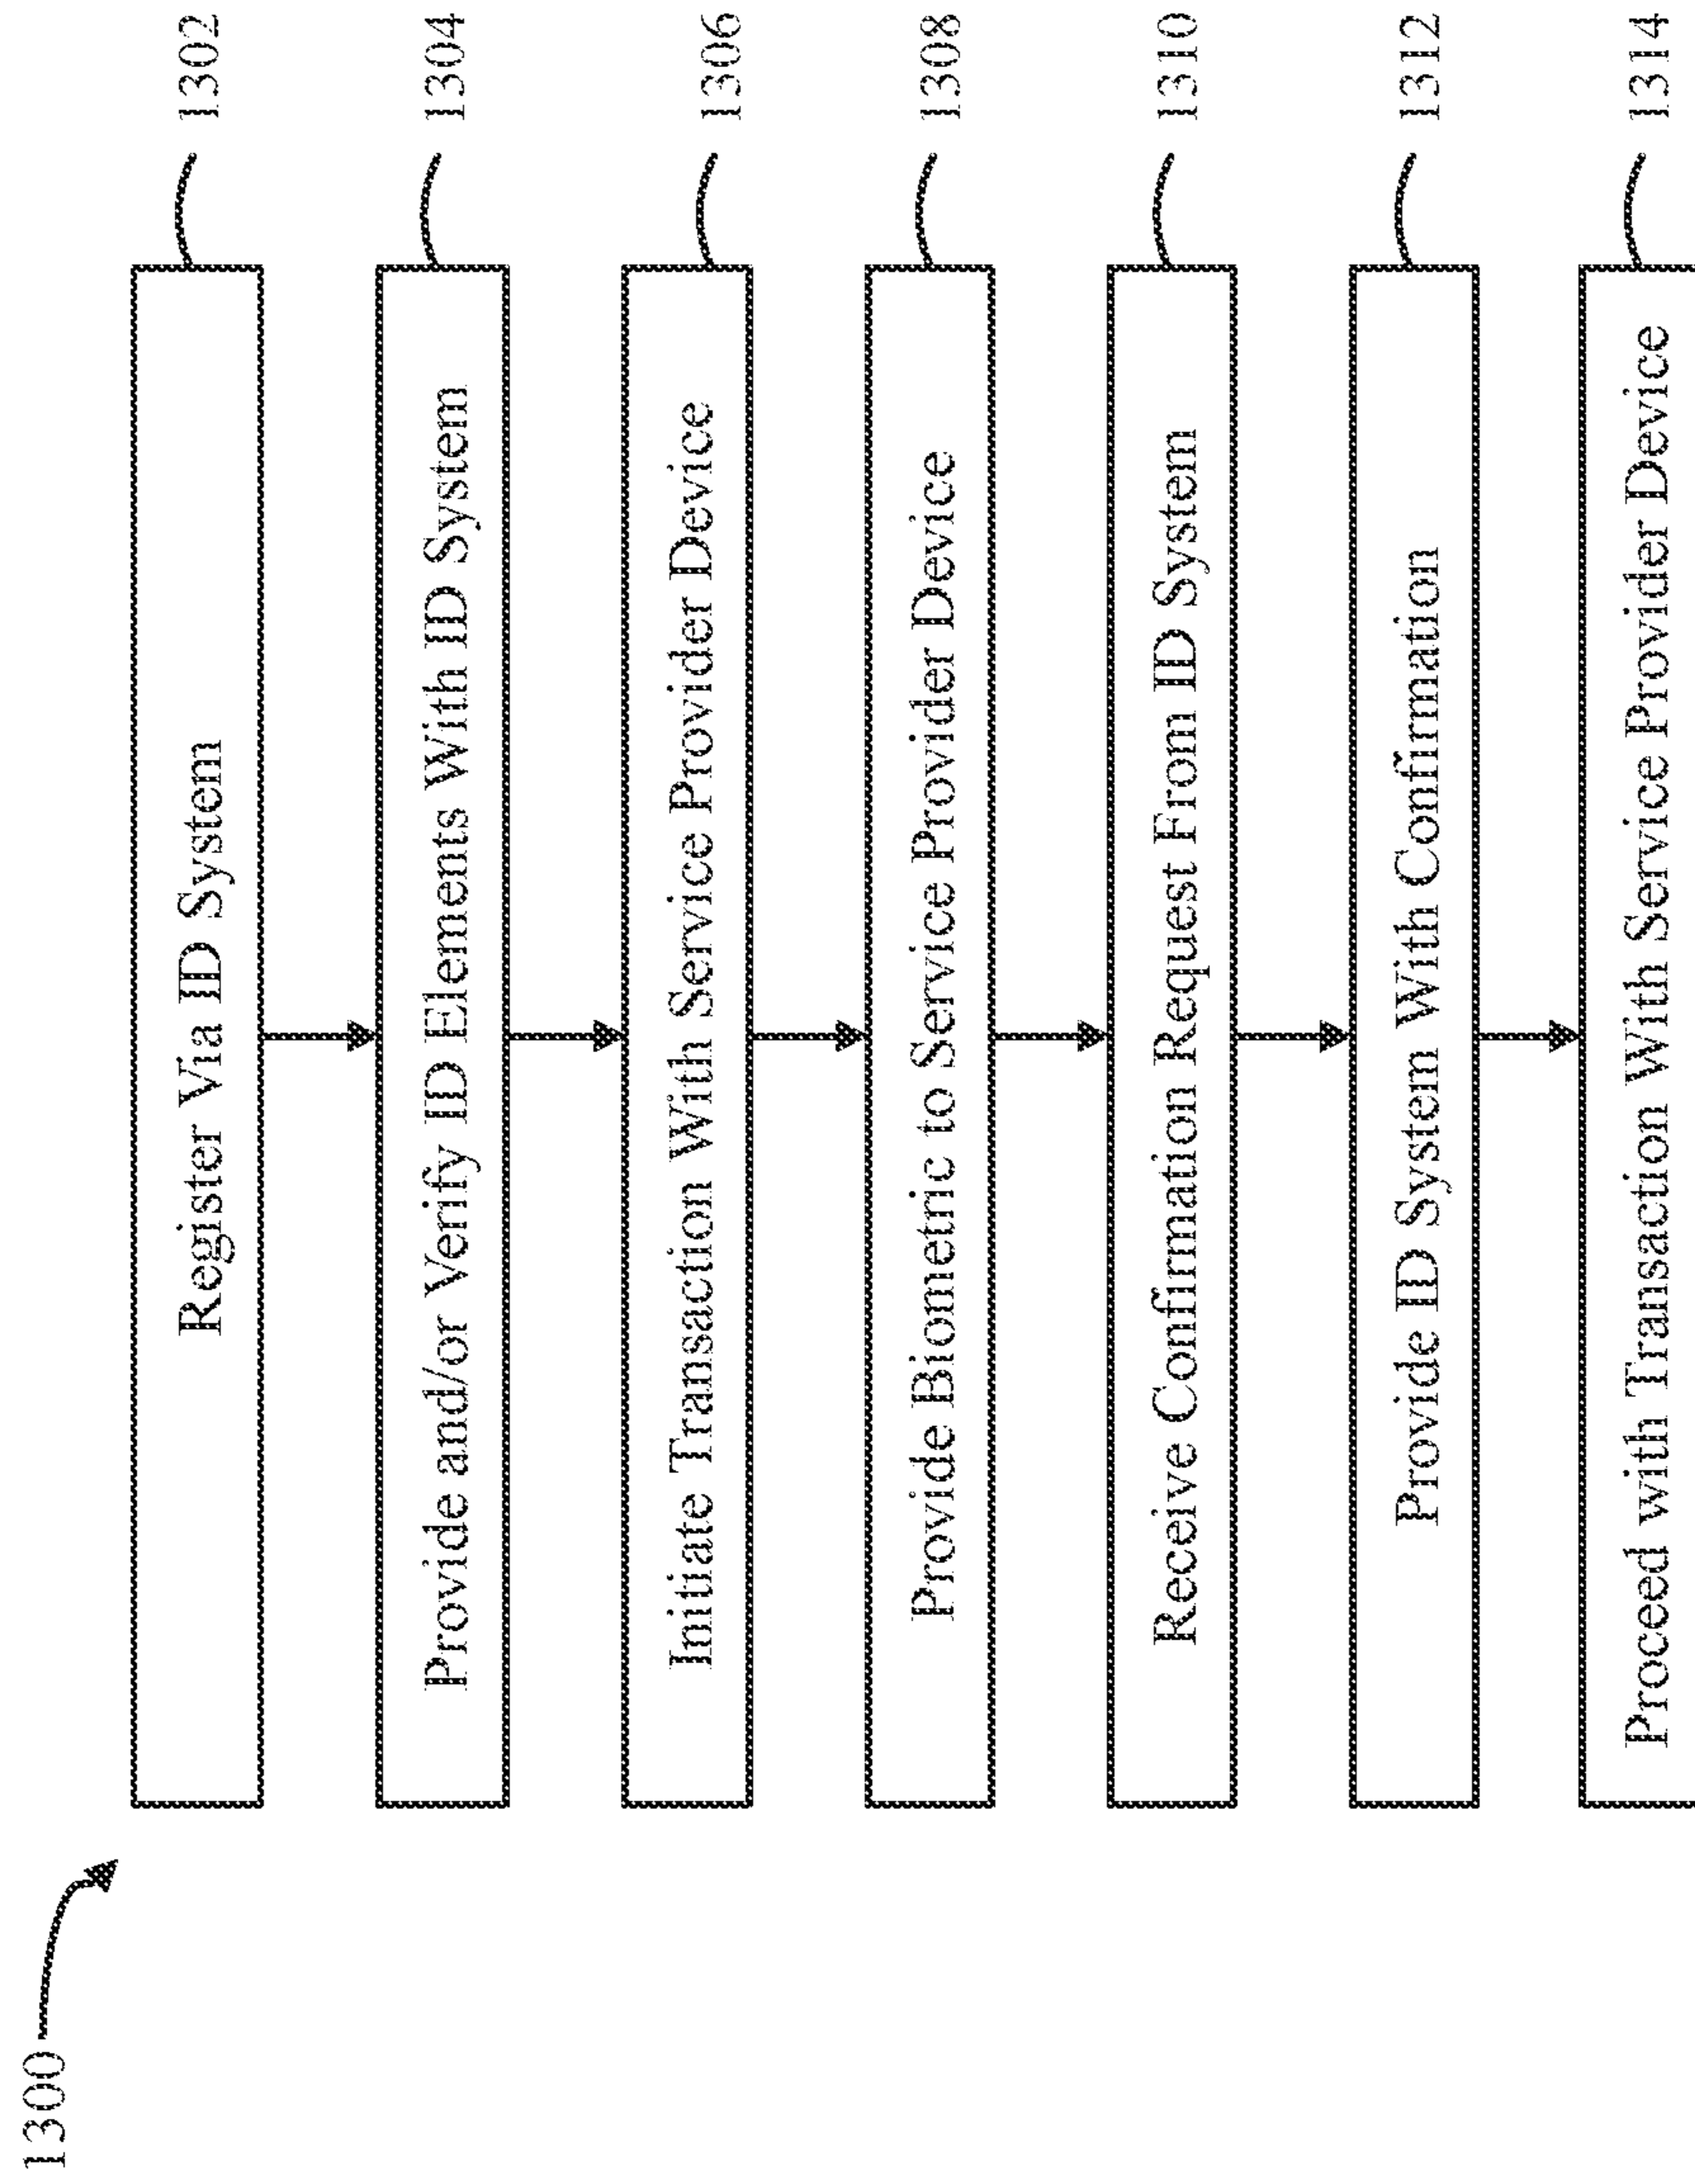 1300
Register Via ID System
1302
Provide and/or Verify ID Elements With ID System
1304
Initiate Transaction With Service Provider Device
1306
Provide Biometric to Service Provider Device
1308
Receive Confirmation Request From ID System
1310
Provide ID System With Confirmation
1312
Proceed with Transaction With Service Provider Device
1314